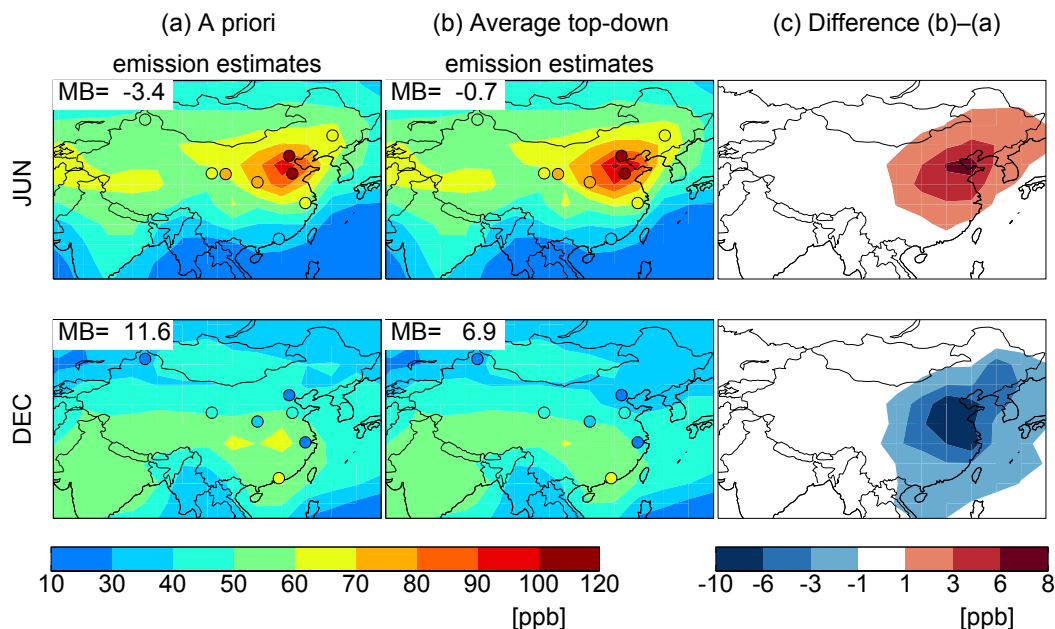 (a) A priori (b) Average top-down (c) Difference (b)–(a)
emission estimates emission estimates
MB= -3.4 MB= -0.7
JUN
MB= 11.6 MB= 6.9
DEC
10 30 40 50 60 70 80 90 100 120 -10 -6 -3 -1 1 3 6 8
[ppb] [ppb]